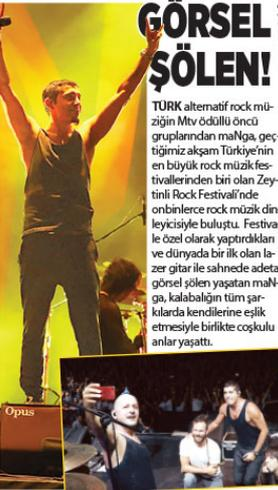 GÖRSEL
ŞÖLEN!
TÜRK alternatif rock mü-
ziğin Mtv ödüllü öncü
gruplarından maNga, geç-
tiğimiz akşam Türkiye'nin
en büyük rock müzik fes-
tivallerinden biri olan Zey-
tinli Rock Festivali'nde
onbinlerce rock müzik din-
leyicisiyle buluştu. Festiva-
le özel olarak yaptırdıkları
ve dünyada bir ilk olan la-
zer gitar ile sahnede adeta
görsel şölen yaşatan maN-
ga, kalabalığın tüm şar-
kılarda kendilerine eşlik
etmesiyle birlikte coşkulu
anlar yaşattı.
Opus